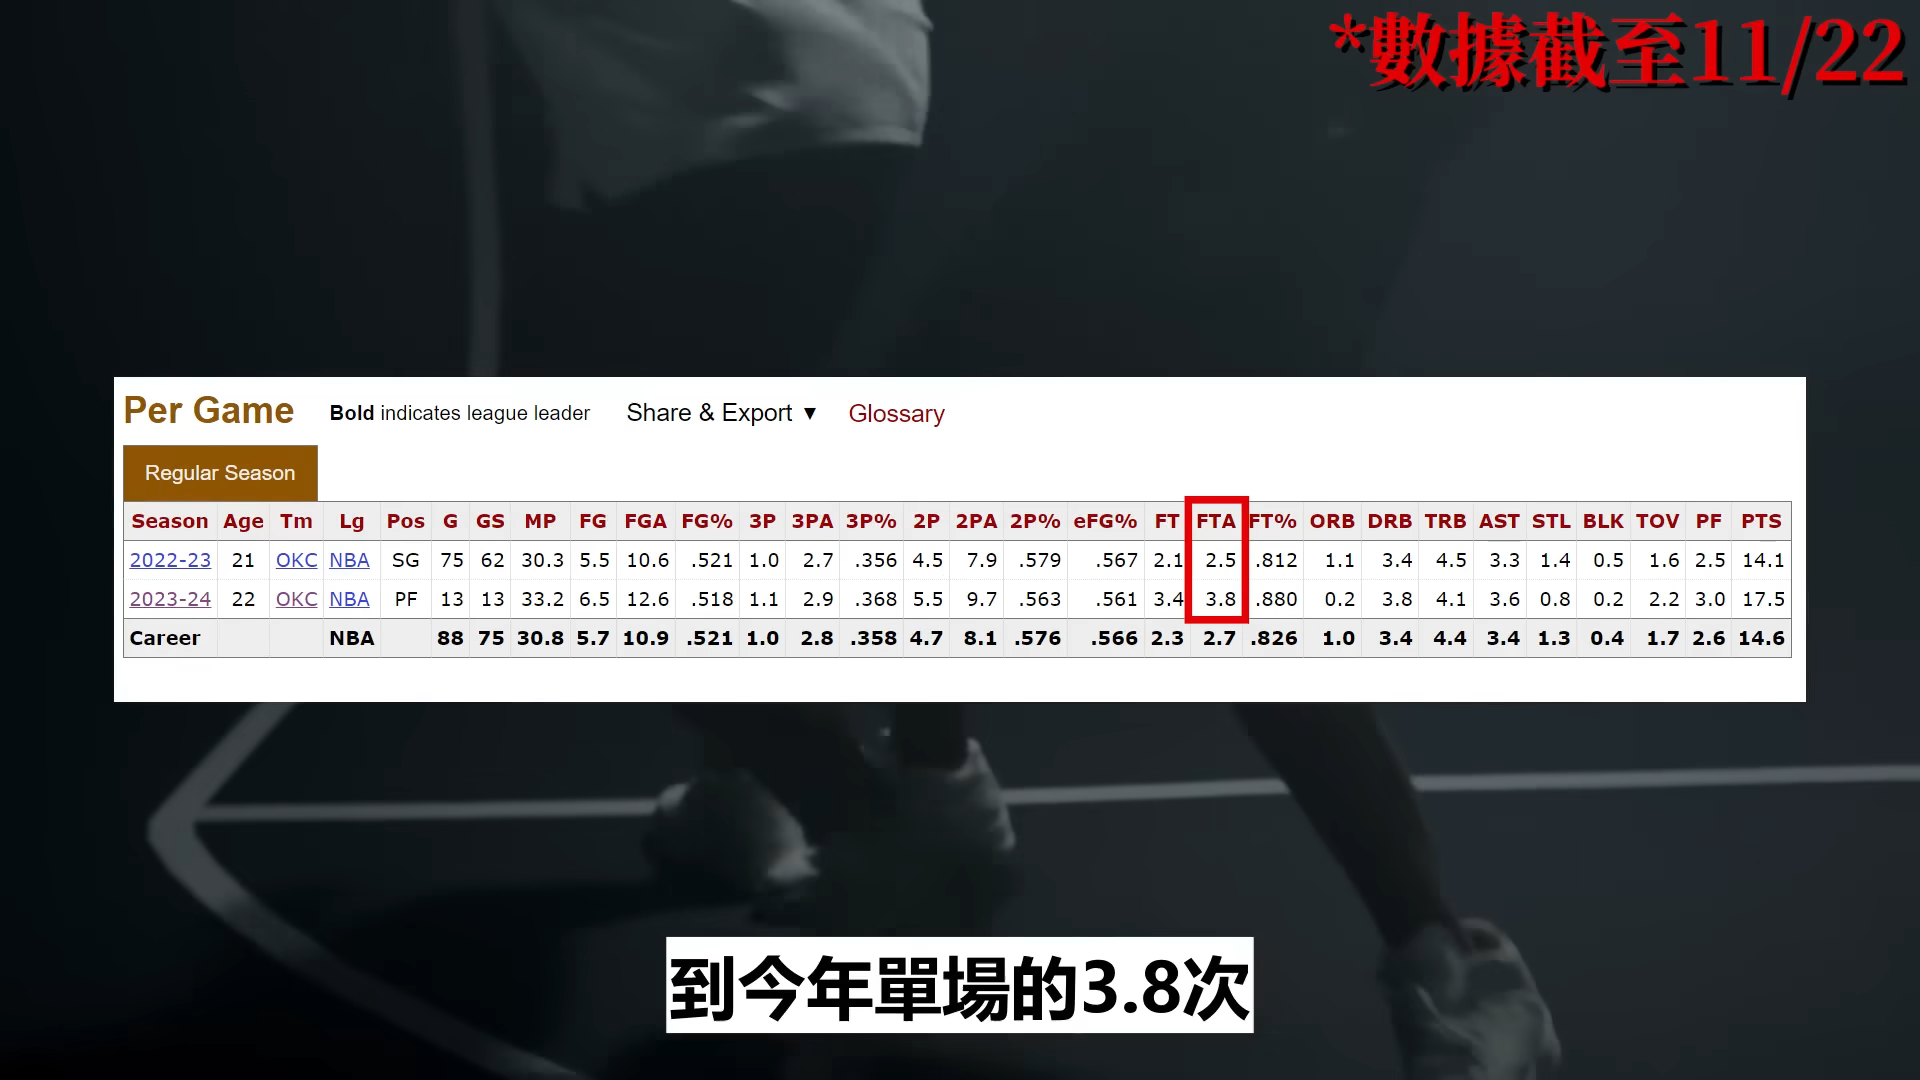 *數據截至11/22
Per Game Bold indicates league leader Share & Export ▼ Glossary
Regular Season
Season Age Tm Lg Pos G GS MP FG FGA FG% 3P 3PA 3P% 2P 2PA 2P% eFG% FT FTA FT% ORB DRB TRB AST STL BLK TOV PF PTS
2022-23 21 OKC NBA SG 75 62 30.3 5.5 10.6 .521 1.0 2.7 .356 4.5 7.9 .579 .567 2.1 2.5 .812 1.1 3.4 4.5 3.3 1.4 0.5 1.6 2.5 14.1
2023-24 22 OKC NBA PF 13 13 33.2 6.5 12.6 .518 1.1 2.9 .368 5.5 9.7 .563 .561 3.4 3.8 .880 0.2 3.8 4.1 3.6 0.8 0.2 2.2 3.0 17.5
Career NBA 88 75 30.8 5.7 10.9 .521 1.0 2.8 .358 4.7 8.1 .576 .566 2.3 2.7 .826 1.0 3.4 4.4 3.4 1.3 0.4 1.7 2.6 14.6
到今年單場的3.8次